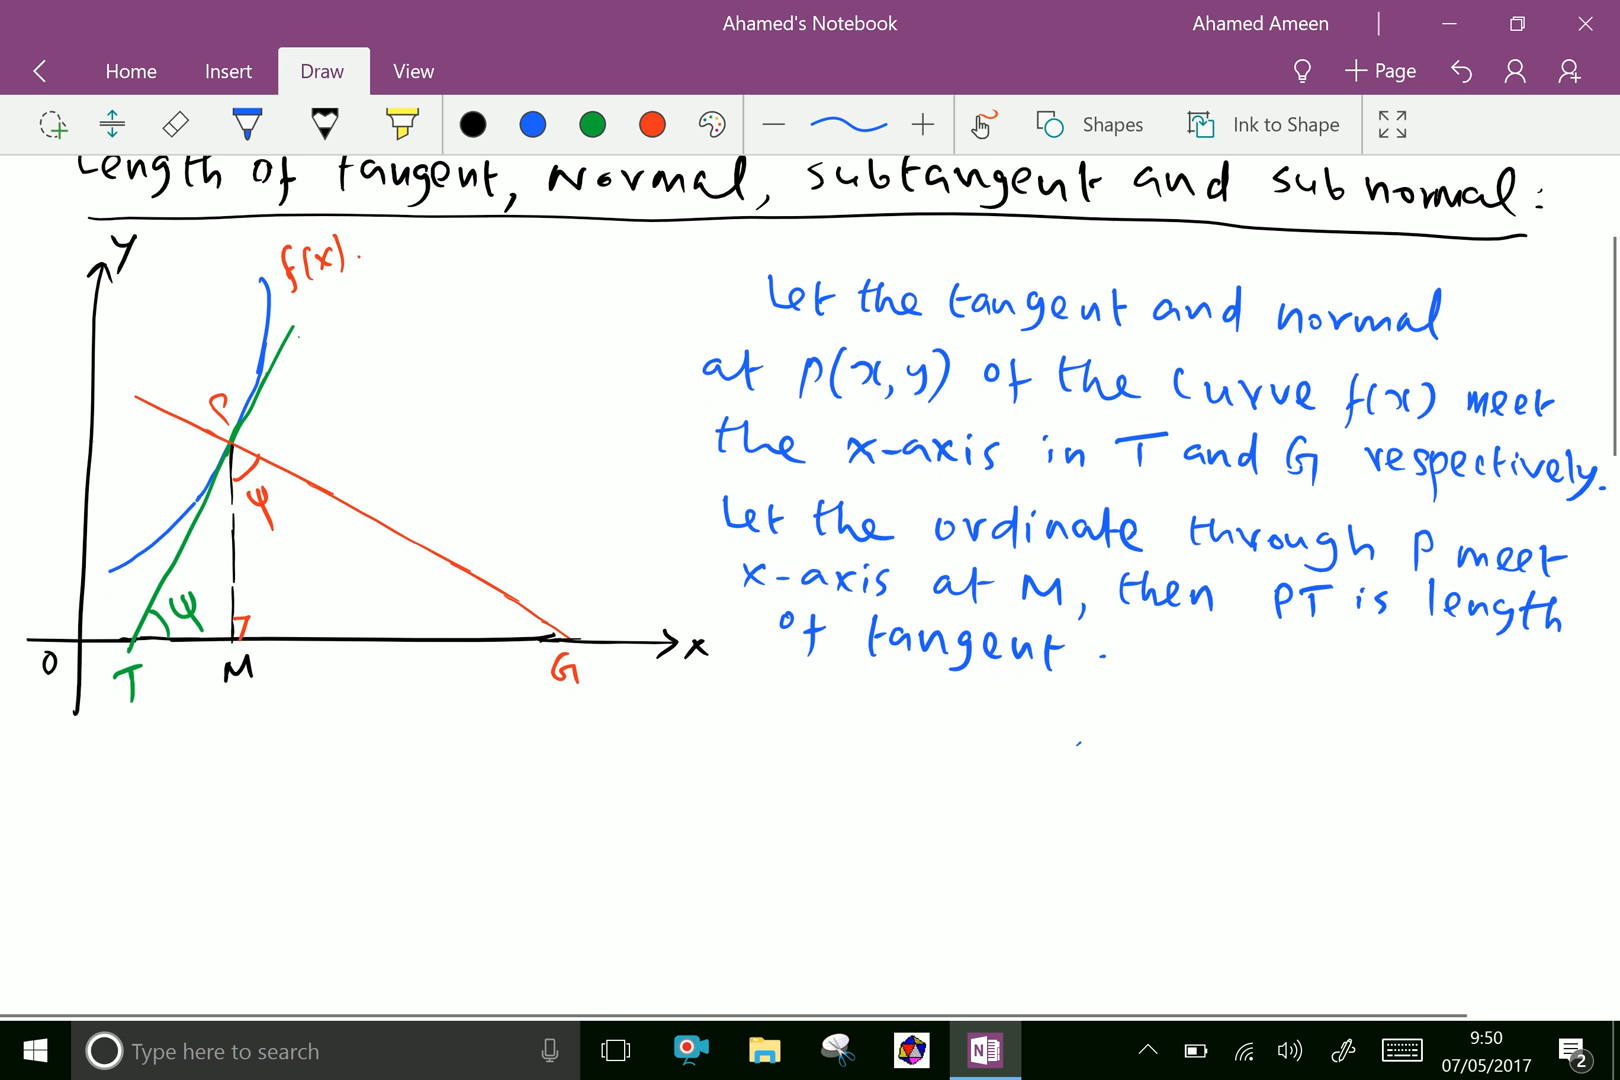 Ahamed's Notebook
Ahamed Ameen
Home Insert Draw View
Page
Shapes
Ink to Shape
Length of tangent, Normal, subtangent and sub normal:
Y
f(x).
P
ψ
ψ
O
T
M
G
x
Let the tangent and normal
at P(x,y) of the curve f(x) meet
the x-axis in T and G respectively.
Let the ordinate through P meet
x-axis at M, then PT is length
of tangent.
Type here to search
9:50
07/05/2017
2